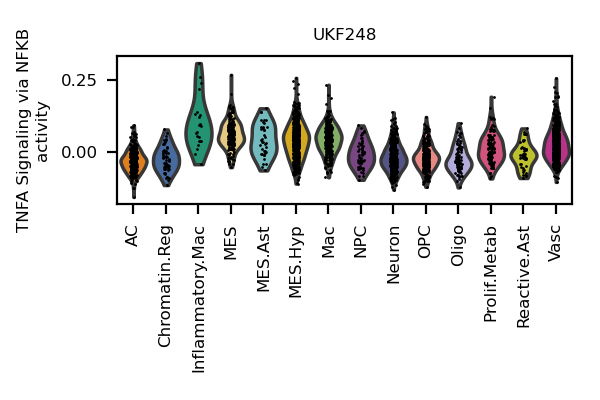 UKF248
TNFA Signaling via NFKB
activity
0.25
0.00
AC
Chromatin.Reg
Inflammatory.Mac
MES
MES.Ast
MES.Hyp
Mac
NPC
Neuron
OPC
Oligo
Prolif.Metab
Reactive.Ast
Vasc